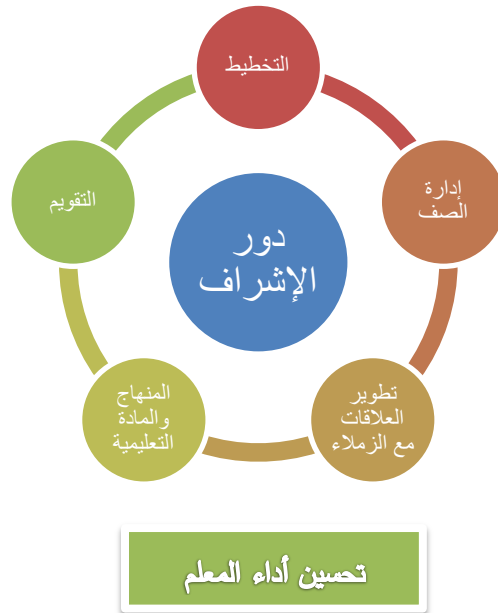 التخطيط
إدارة
الصف
تطوير
العلاقات
مع الزملاء
المنهاج
والمادة
التعليمية
التقويم
دور
الإشراف
تحسين أداء المعلم